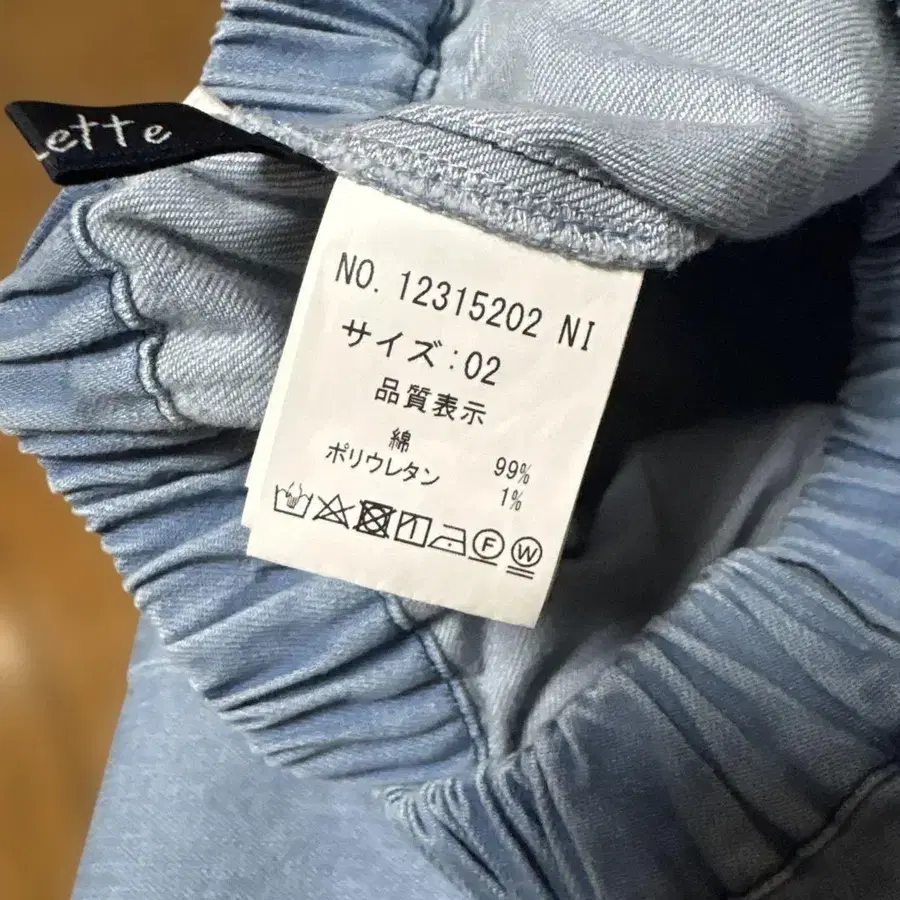 ette
NO. 12315202 NI
サイズ:02
品質表示
綿 99%
ポリウレタン 1%
F W